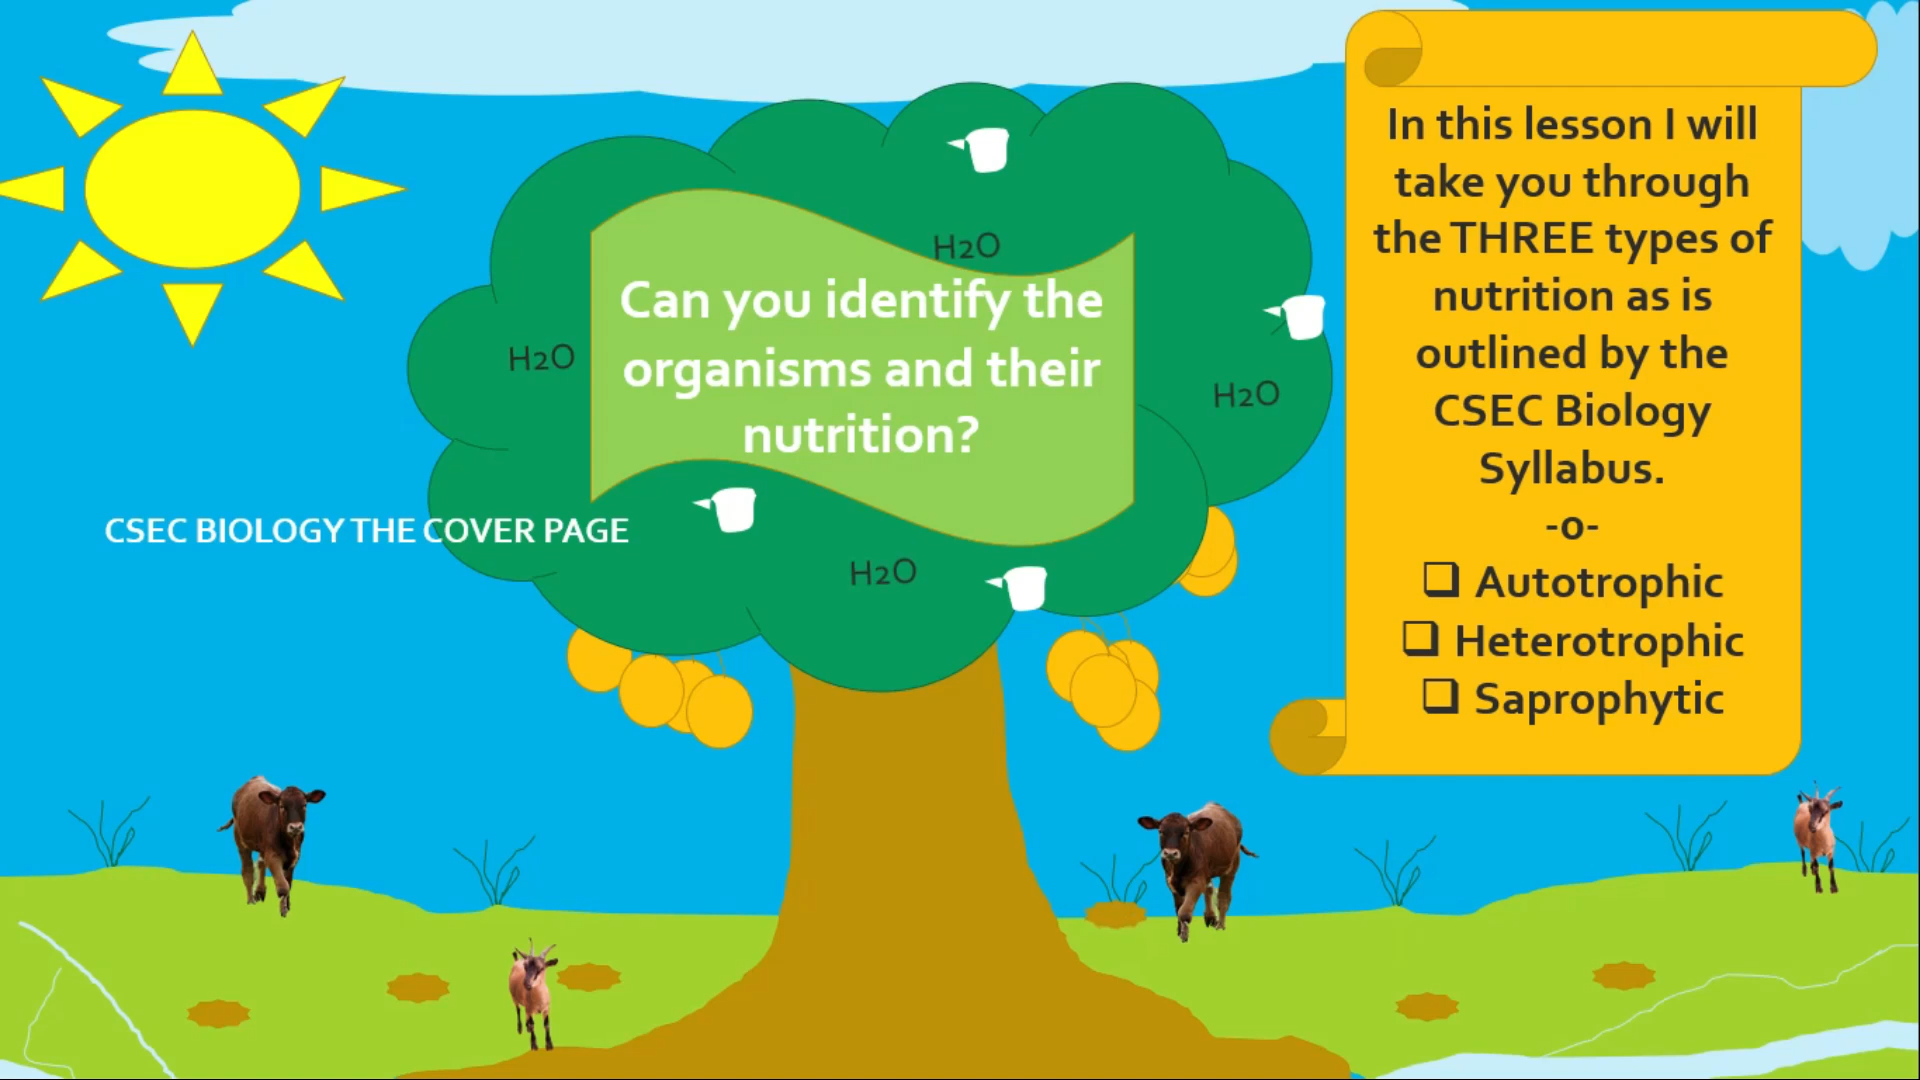 In this lesson I will
take you through
the THREE types of
nutrition as is
outlined by the
CSEC Biology
Syllabus.
-o-
❑ Autotrophic
❑ Heterotrophic
❑ Saprophytic
H2O
Can you identify the
organisms and their
nutrition?
H2O
H2O
CSEC BIOLOGY THE COVER PAGE
H2O